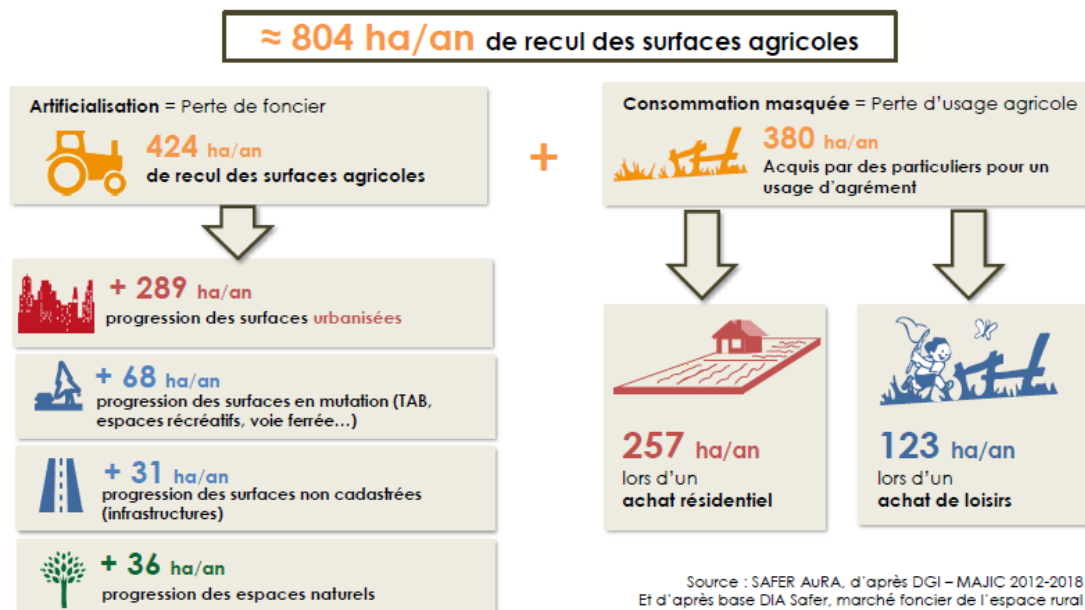 ≈ 804 ha/an de recul des surfaces agricoles
Artificialisation = Perte de foncier
424 ha/an
de recul des surfaces agricoles
+
Consommation masquée = Perte d'usage agricole
380 ha/an
Acquis par des particuliers pour un
usage d'agrément
+ 289 ha/an
progression des surfaces urbanisées
+ 68 ha/an
progression des surfaces en mutation (TAB,
espaces récréatifs, voie ferrée...)
+ 31 ha/an
progression des surfaces non cadastrées
(infrastructures)
+ 36 ha/an
progression des espaces naturels
257 ha/an
lors d'un
achat résidentiel
123 ha/an
lors d'un
achat de loisirs
Source : SAFER AuRA, d'après DGI – MAJIC 2012-2018
Et d'après base DIA Safer, marché foncier de l'espace rural